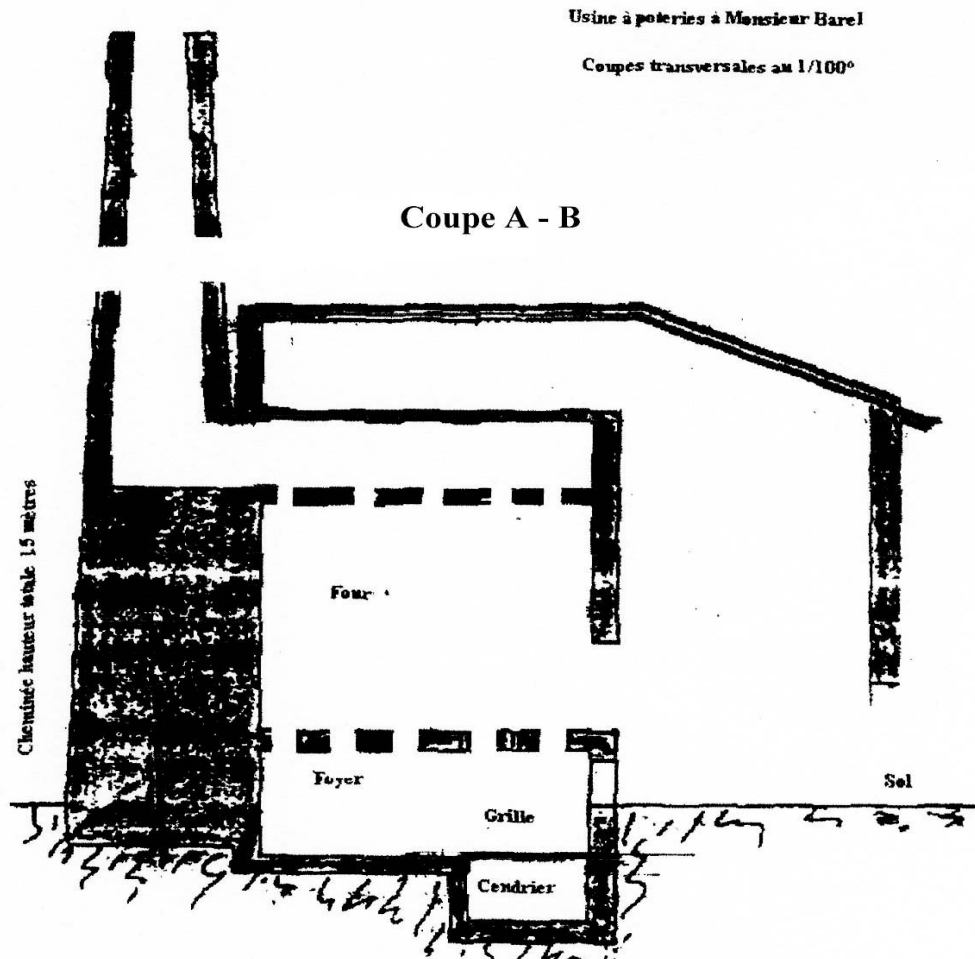 Usine à poteries à Monsieur Barel
Coupes transversales au 1/100°
Coupe A - B
Cheminée hauteur totale 15 mètres
Four
Foyer
Sol
Grille
Cendrier